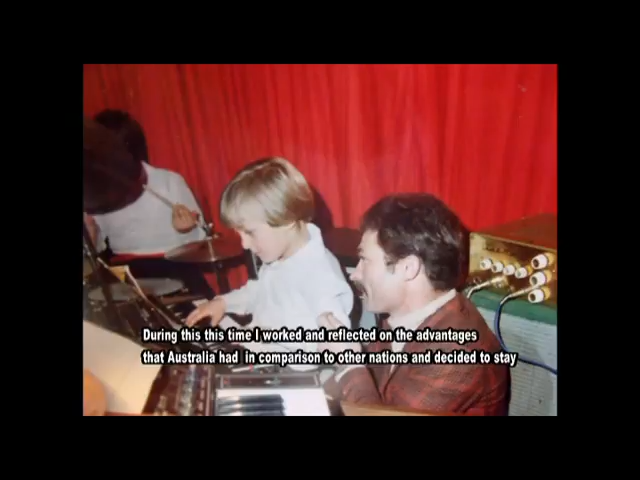 During this this time I worked and reflected on the advantages
that Australia had in comparison to other nations and decided to stay